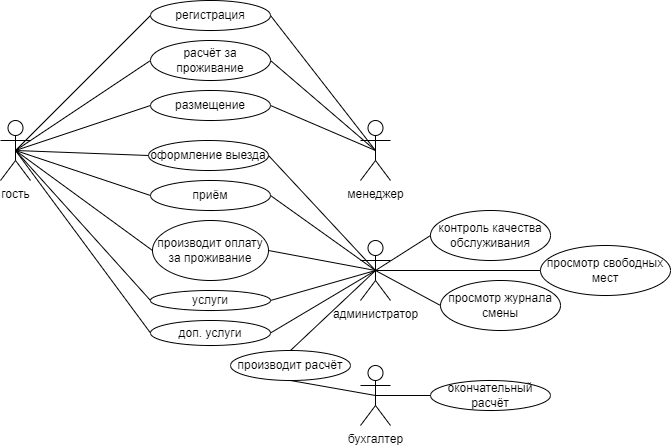 регистрация
расчёт за
проживание
размещение
гость
оформление выезда
менеджер
приём
контроль качества
обслуживания
производит оплату
за проживание
просмотр свободных
мест
услуги
просмотр журнала
смены
администратор
доп. услуги
производит расчёт
окончательный
расчёт
бухгалтер